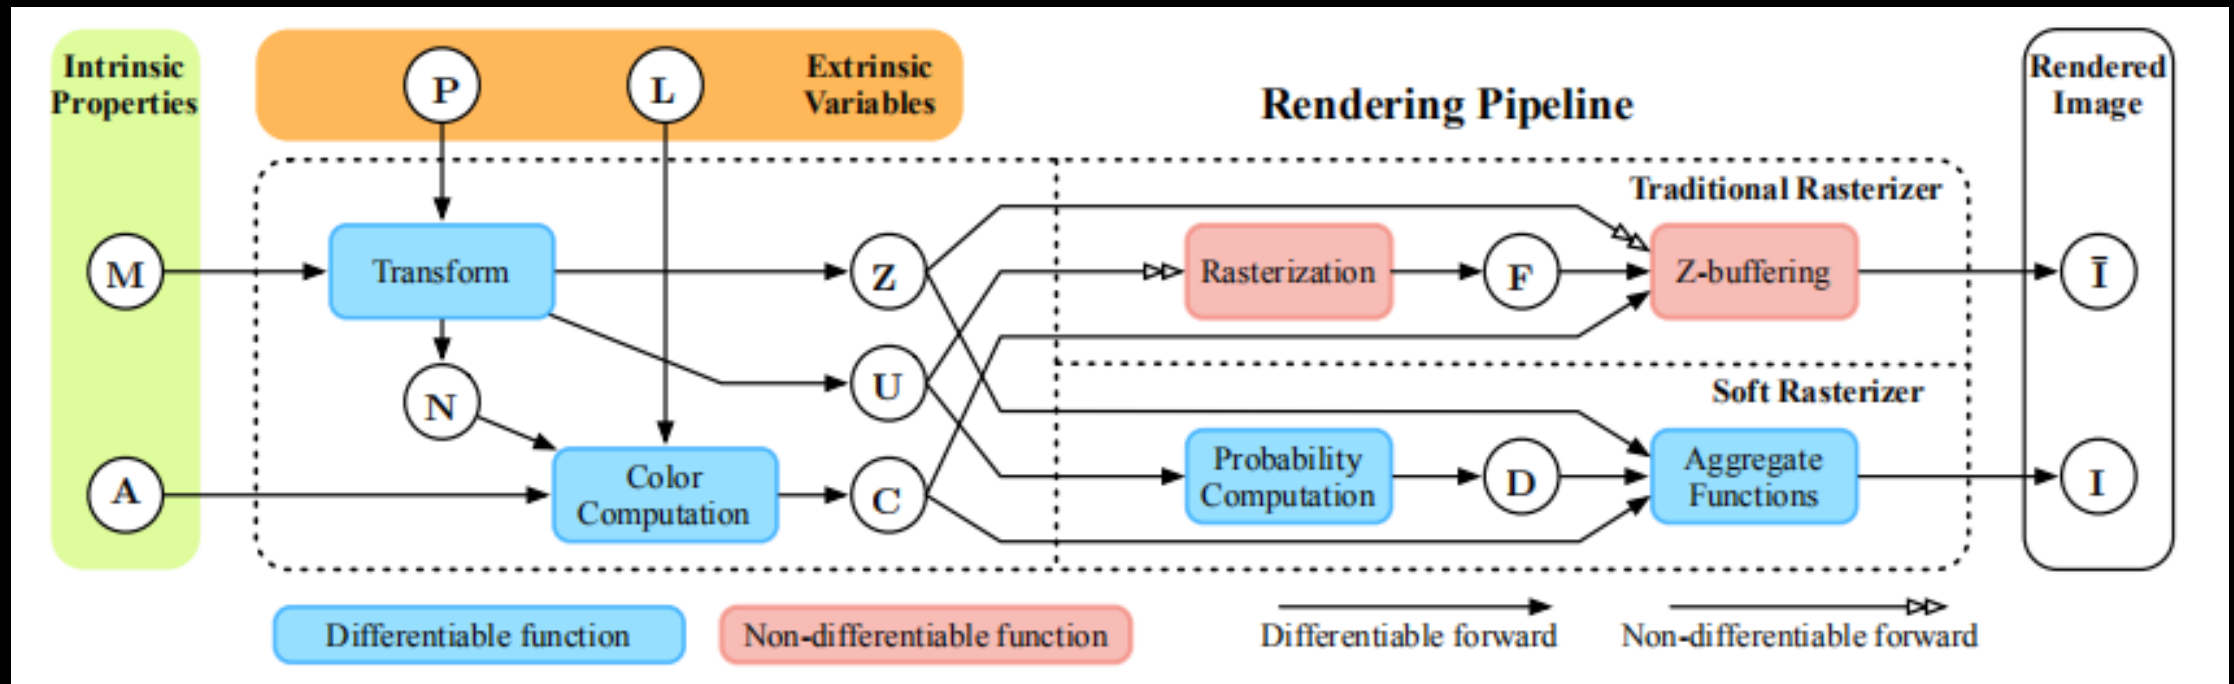 Intrinsic
Properties
P
L
Extrinsic
Variables
Rendering Pipeline
Rendered
Image
Traditional Rasterizer
M
Transform
Z
Rasterization
F
Z-buffering
Ī
N
U
Soft Rasterizer
A
Color
Computation
C
Probability
Computation
D
Aggregate
Functions
I
Differentiable function
Non-differentiable function
Differentiable forward
Non-differentiable forward